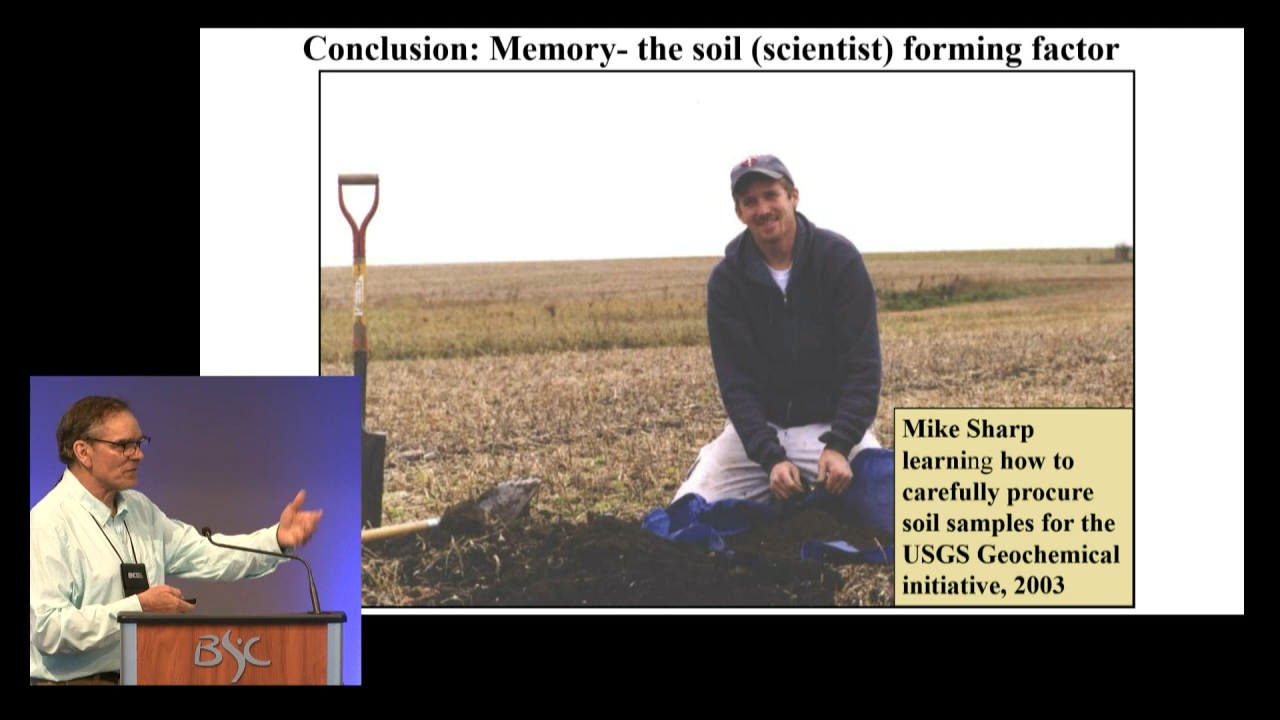 Conclusion: Memory- the soil (scientist) forming factor
Mike Sharp
learning how to
carefully procure
soil samples for the
USGS Geochemical
initiative, 2003
BSC